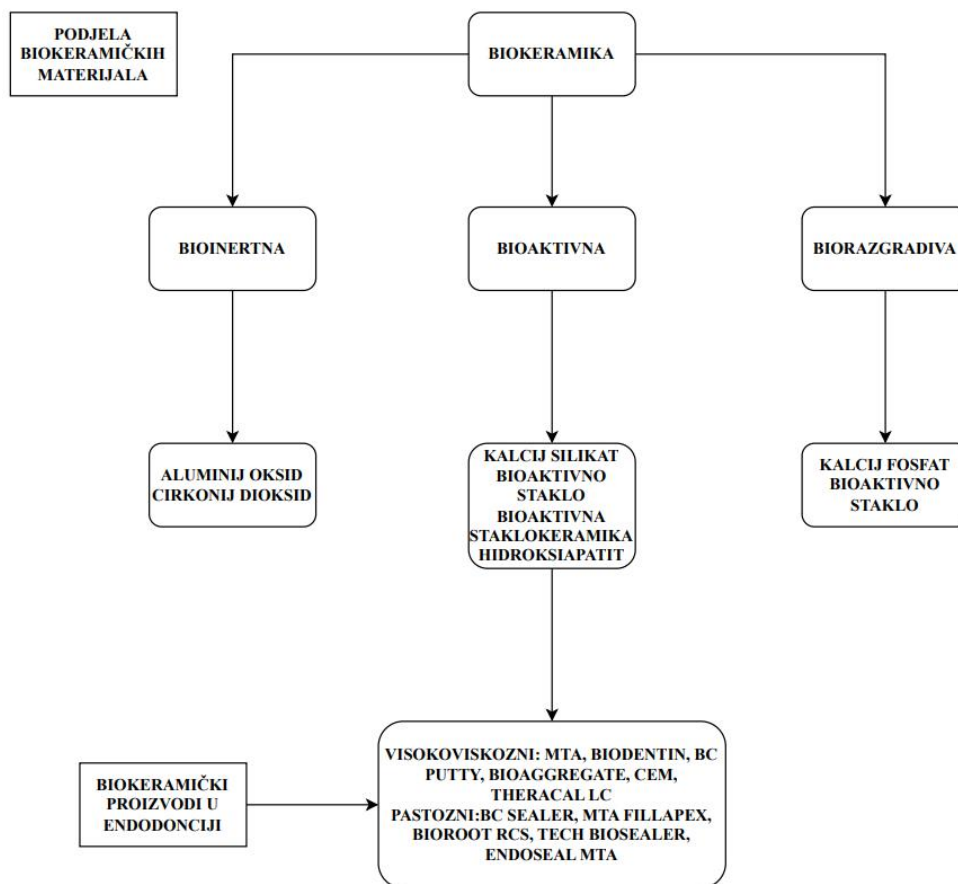 PODJELA
BIOKERAMIČKIH
MATERIJALA
BIOKERAMIKA
BIOINERTNA
BIOAKTIVNA
BIORAZGRADIVA
ALUMINIJ OKSID
CIRKONIJ DIOKSID
KALCIJ SILIKAT
BIOAKTIVNO
STAKLO
BIOAKTIVNA
STAKLOKERAMIKA
HIDROKSIAPATIT
KALCIJ FOSFAT
BIOAKTIVNO
STAKLO
BIOKERAMIČKI
PROIZVODI U
ENDODONCIJI
VISOKOVISKOZNI: MTA, BIODENTIN, BC
PUTTY, BIOAGGREGATE, CEM,
THERACAL LC
PASTOZNI:BC SEALER, MTA FILLAPEX,
BIOROOT RCS, TECH BIOSEALER,
ENDOSEAL MTA